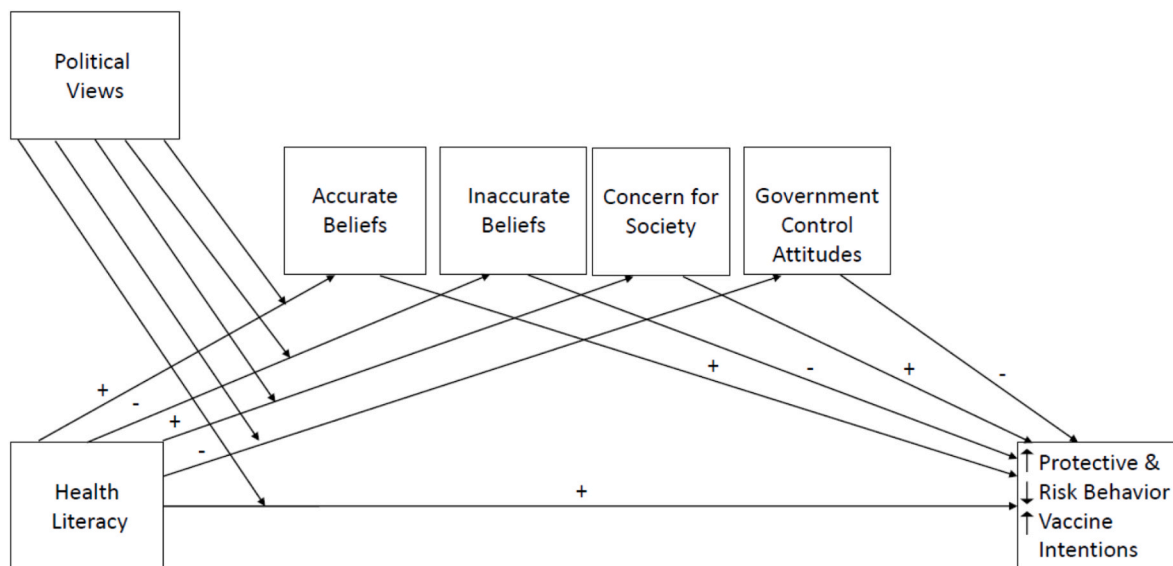 Political
Views
Accurate
Beliefs
Inaccurate
Beliefs
Concern for
Society
Government
Control
Attitudes
+
-
+
-
+
-
+
-
+
Health
Literacy
↑ Protective &
↓ Risk Behavior
↑ Vaccine
Intentions